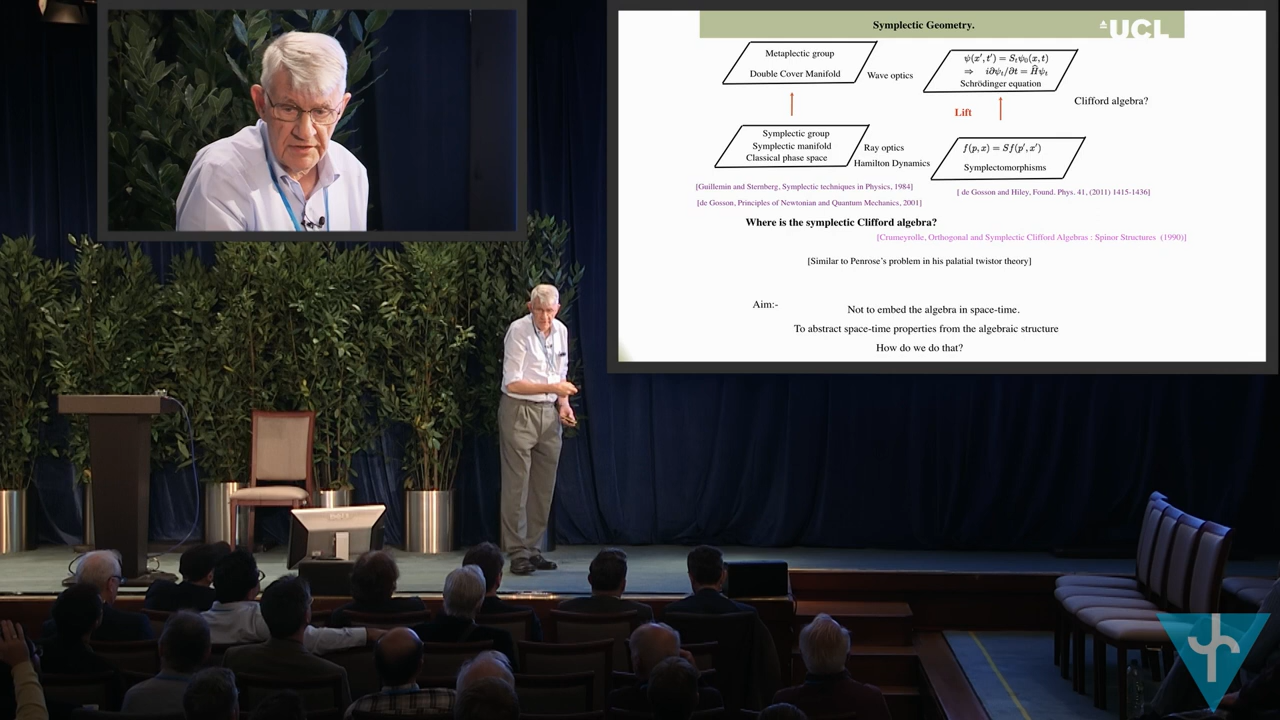 Symplectic Geometry.
UCL
Metaplectic group
Double Cover Manifold
Wave optics
ψ(x′, t′) = Sₜψ₀(x, t)
⇒ i∂ψₜ/∂t = Ĥψₜ
Schrödinger equation
Clifford algebra?
Lift
Symplectic group
Symplectic manifold
Classical phase space
Ray optics
Hamilton Dynamics
f(p, x) = Sf(p′, x′)
Symplectomorphisms
[Guillemin and Sternberg, Symplectic techniques in Physics, 1984]
[de Gosson, Principles of Newtonian and Quantum Mechanics, 2001]
[ de Gosson and Hiley, Found. Phys. 41, (2011) 1415-1436]
Where is the symplectic Clifford algebra?
[Crumeyrolle, Orthogonal and Symplectic Clifford Algebras : Spinor Structures (1990)]
[Similar to Penrose's problem in his palatial twistor theory]
Aim:-
Not to embed the algebra in space-time.
To abstract space-time properties from the algebraic structure
How do we do that?